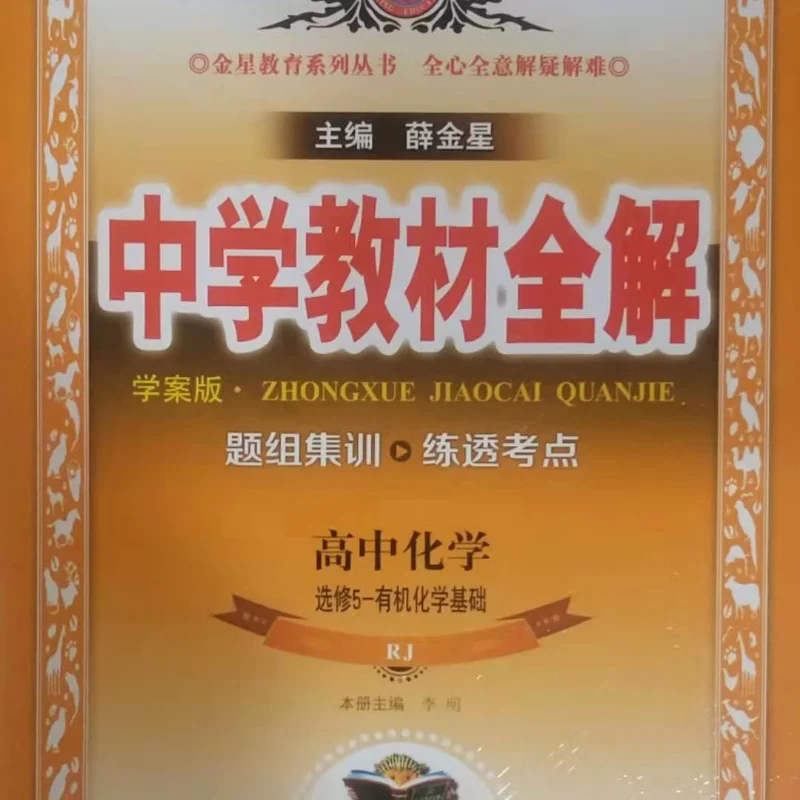 ◎金星教育系列丛书 全心全意解疑解难◎
主编 薛金星
中学教材全解
学案版·ZHONGXUE JIAOCAI QUANJIE
题组集训 练透考点
高中化学
选修5-有机化学基础
RJ
本册主编 李 明